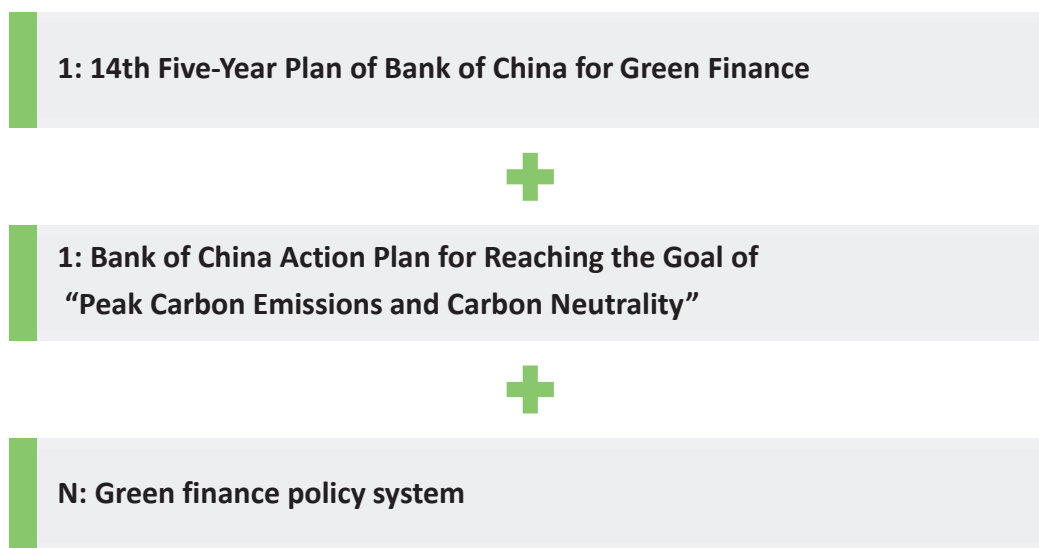 1: 14th Five-Year Plan of Bank of China for Green Finance
1: Bank of China Action Plan for Reaching the Goal of
“Peak Carbon Emissions and Carbon Neutrality”
N: Green finance policy system